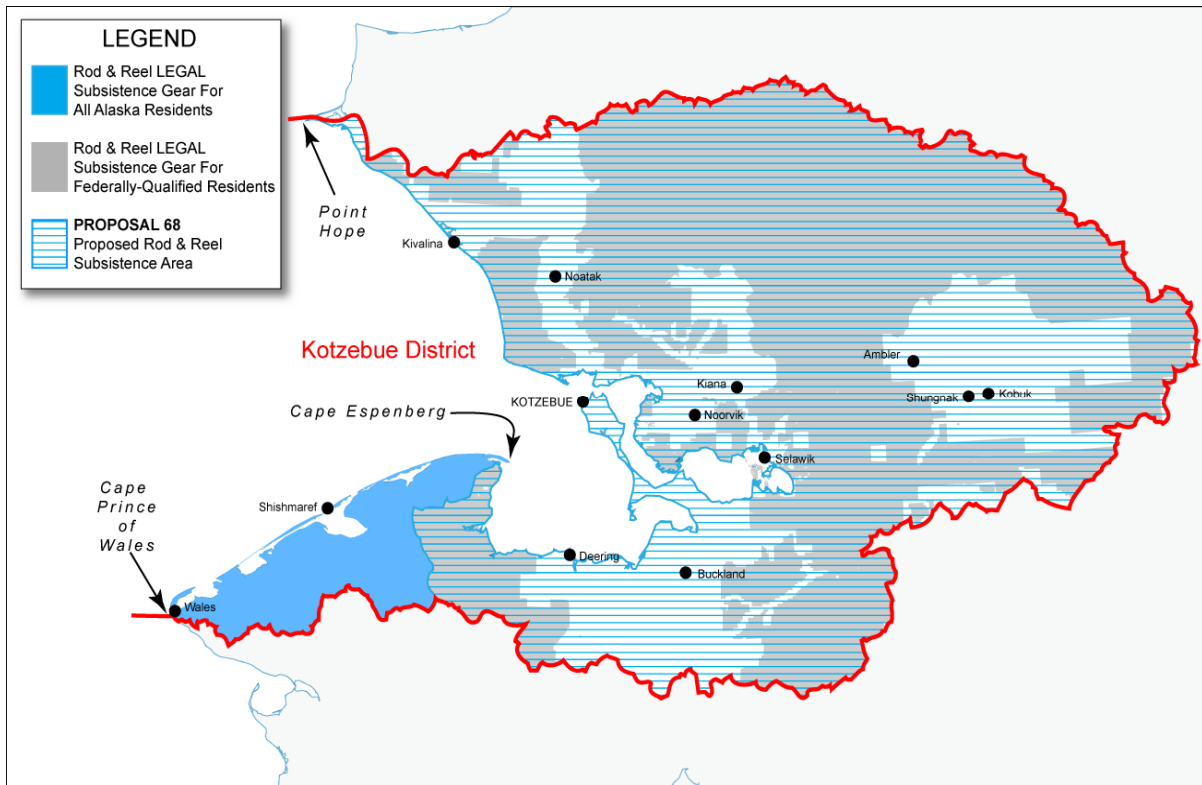 LEGEND
Rod & Reel LEGAL
Subsistence Gear For
All Alaska Residents
Rod & Reel LEGAL
Subsistence Gear For
Federally-Qualified Residents
PROPOSAL 68
Proposed Rod & Reel
Subsistence Area
Point
Hope
Kivalina
Noatak
Kotzebue District
Ambler
Kiana
Shungnak
Kobuk
KOTZEBUE
Noorvik
Cape Espenberg
Selawik
Cape
Prince
of
Wales
Shishmaref
Deering
Buckland
Wales